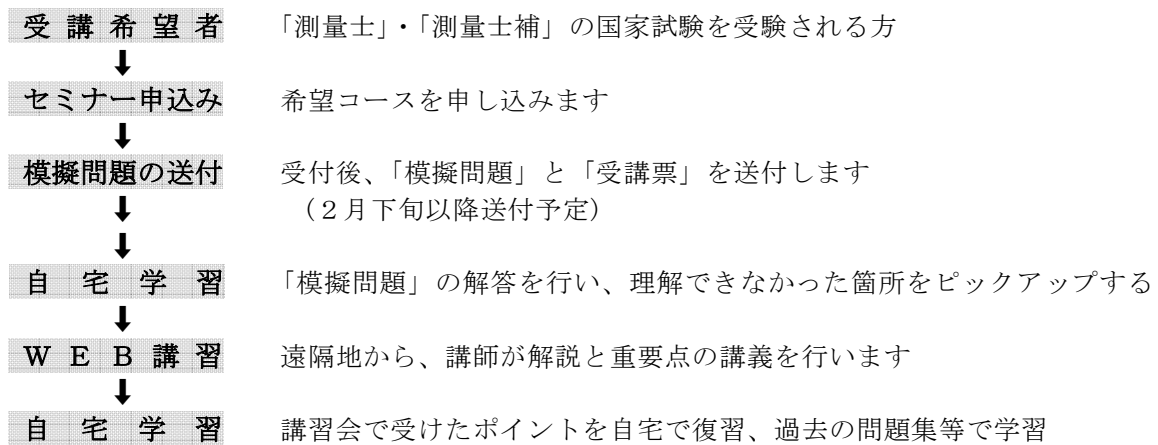 受講希望者 「測量士」・「測量士補」の国家試験を受験される方
セミナー申込み 希望コースを申し込みます
模擬問題の送付 受付後、「模擬問題」と「受講票」を送付します
（２月下旬以降送付予定）
自宅学習 「模擬問題」の解答を行い、理解できなかった箇所をピックアップする
ＷＥＢ講習 遠隔地から、講師が解説と重要点の講義を行います
自宅学習 講習会で受けたポイントを自宅で復習、過去の問題集等で学習